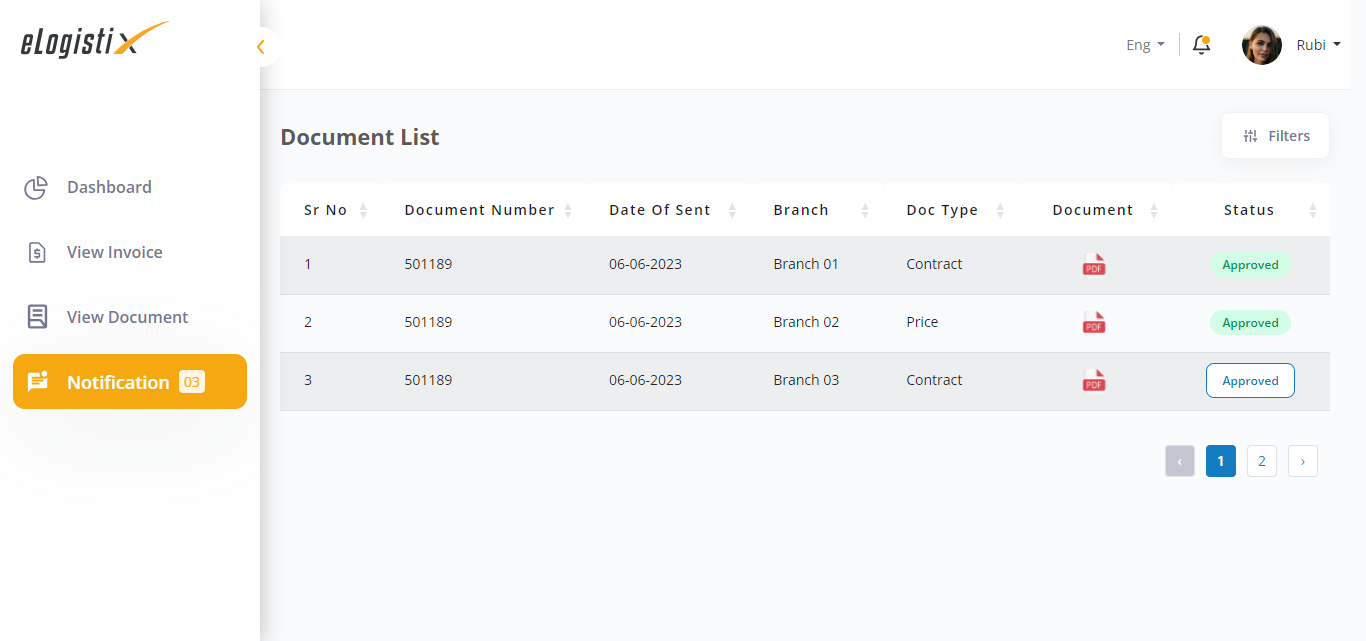 eLogistix
Eng
Rubi
Document List
Filters
Dashboard
View Invoice
View Document
Notification 03
Sr No Document Number Date Of Sent Branch Doc Type Document Status
1 501189 06-06-2023 Branch 01 Contract PDF Approved
2 501189 06-06-2023 Branch 02 Price PDF Approved
3 501189 06-06-2023 Branch 03 Contract PDF Approved
‹ 1 2 ›